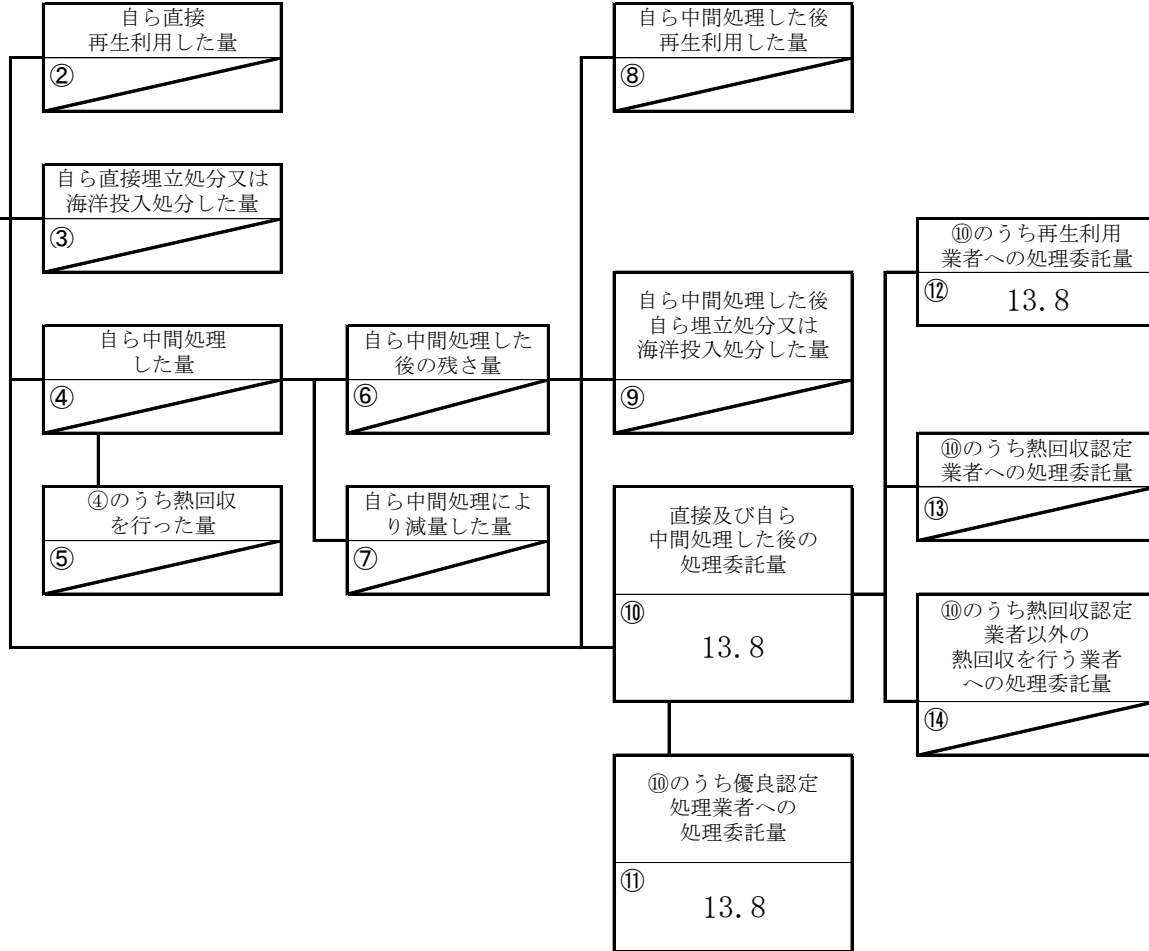 自ら直接
再生利用した量
②
自ら中間処理した後
再生利用した量
⑧
自ら直接埋立処分又は
海洋投入処分した量
③
⑩のうち再生利用
業者への処理委託量
⑫
13.8
自ら中間処理した後
自ら埋立処分又は
海洋投入処分した量
⑨
自ら中間処理
した量
④
自ら中間処理した
後の残さ量
⑥
⑩のうち熱回収認定
業者への処理委託量
⑬
④のうち熱回収
を行った量
⑤
自ら中間処理によ
り減量した量
⑦
直接及び自ら
中間処理した後の
処理委託量
⑩
13.8
⑩のうち熱回収認定
業者以外の
熱回収を行う業者
への処理委託量
⑭
⑩のうち優良認定
処理業者への
処理委託量
⑪
13.8